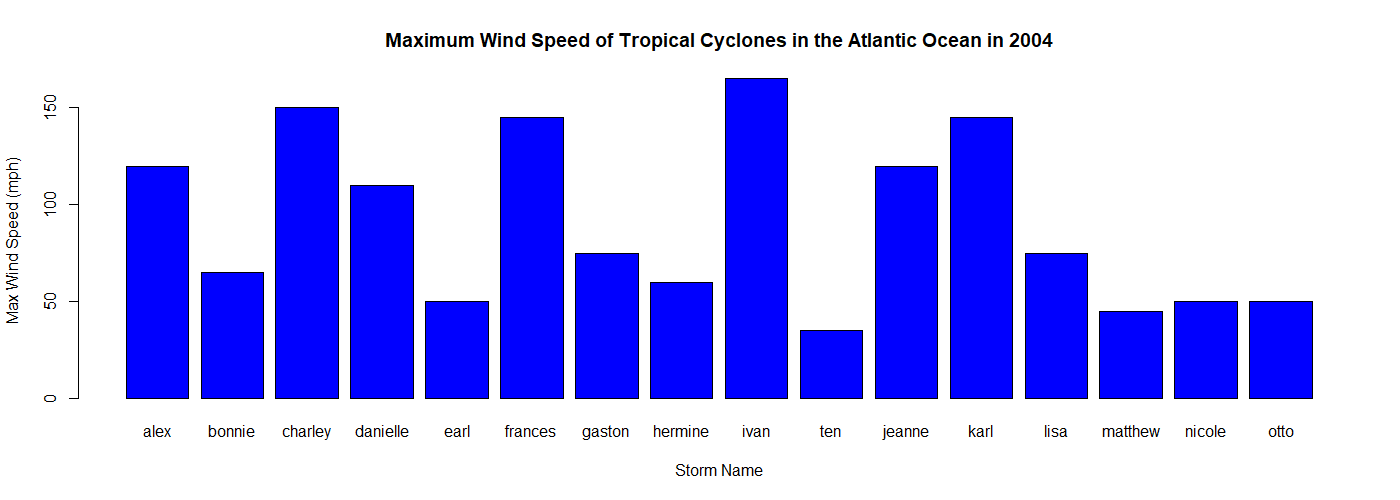 Maximum Wind Speed of Tropical Cyclones in the Atlantic Ocean in 2004
Max Wind Speed (mph)
150
100
50
0
alex bonnie charley danielle earl frances gaston hermine ivan ten jeanne karl lisa matthew nicole otto
Storm Name